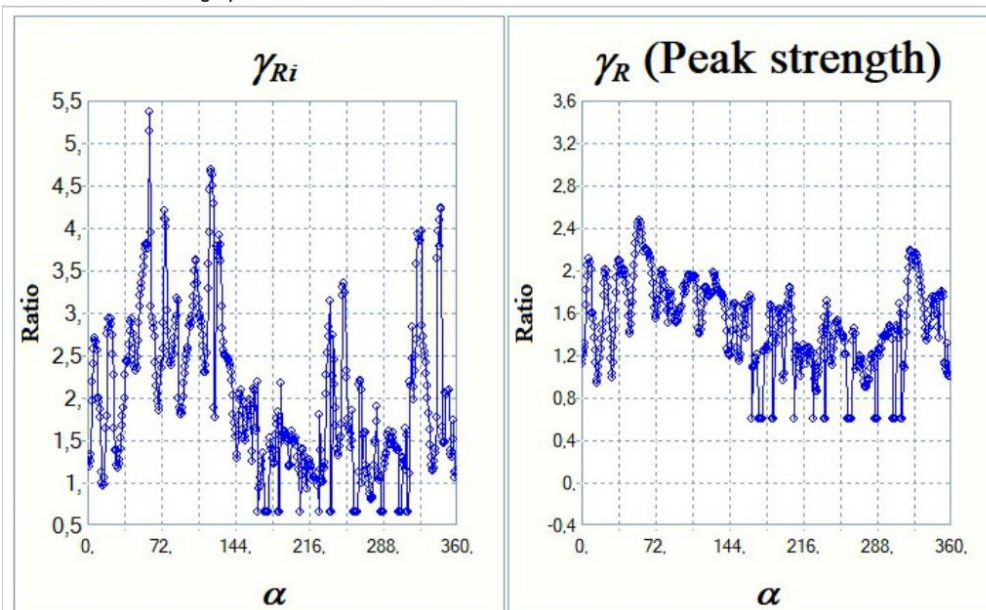 γRi
5,5
5,
4,5
4,
3,5
3,
2,5
2,
1,5
1,
0,5
Ratio
0, 72, 144, 216, 288, 360,
α
γR (Peak strength)
3,6
3,2
2,8
2,4
2,
1,6
1,2
0,8
0,4
0,
-0,4
Ratio
0, 72, 144, 216, 288, 360,
α